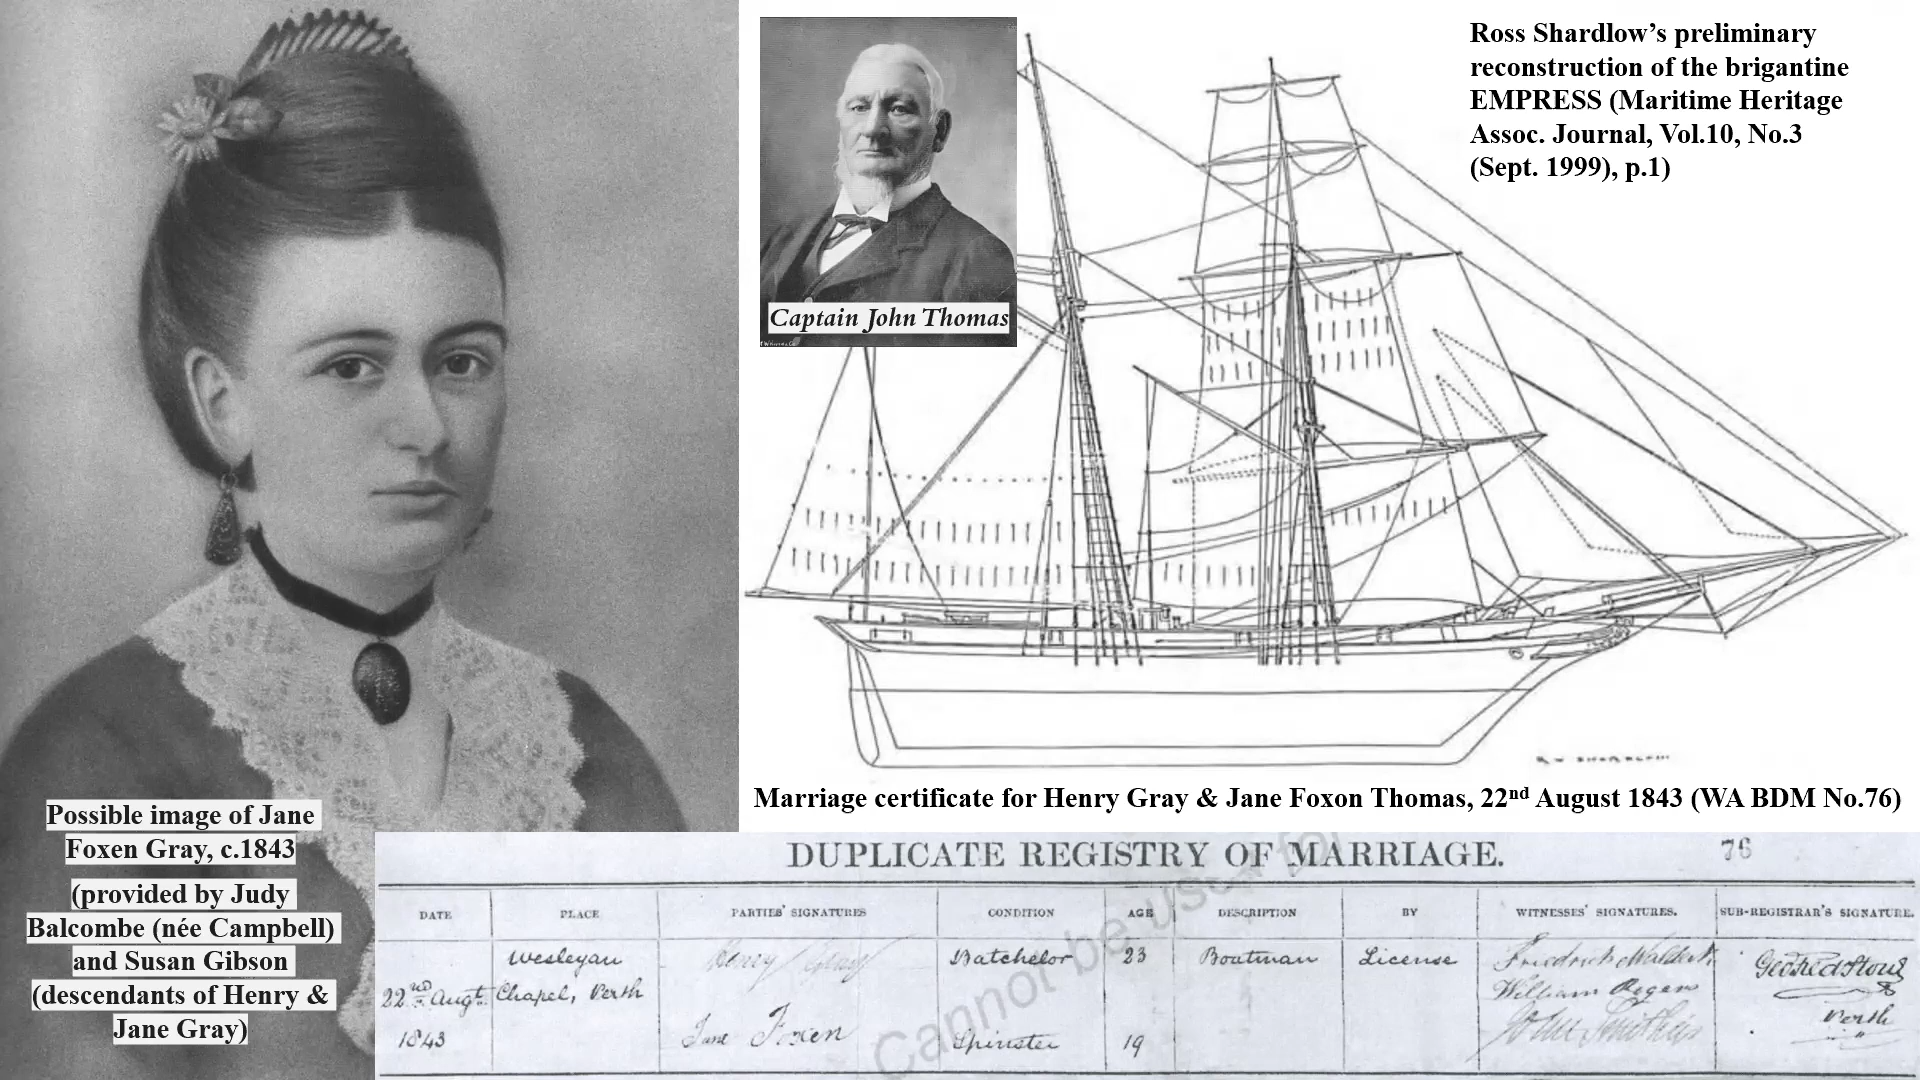 Ross Shardlow’s preliminary
reconstruction of the brigantine
EMPRESS (Maritime Heritage
Assoc. Journal, Vol.10, No.3
(Sept. 1999), p.1)
Captain John Thomas
Possible image of Jane
Foxen Gray, c.1843
(provided by Judy
Balcombe (née Campbell)
and Susan Gibson
(descendants of Henry &
Jane Gray)
Marriage certificate for Henry Gray & Jane Foxon Thomas, 22nd August 1843 (WA BDM No.76)
DUPLICATE REGISTRY OF MARRIAGE. 76
DATE PLACE PARTIES' SIGNATURES CONDITION AGE DESCRIPTION BY WITNESSES' SIGNATURES. SUB-REGISTRAR'S SIGNATURE.
22nd Augt. 1843
Wesleyan
Chapel, Perth
Henry Gray
Jane Foxen
Batchelor
Spinster
23
19
Boatman
License
William Rogers
Perth
Cannot be used for